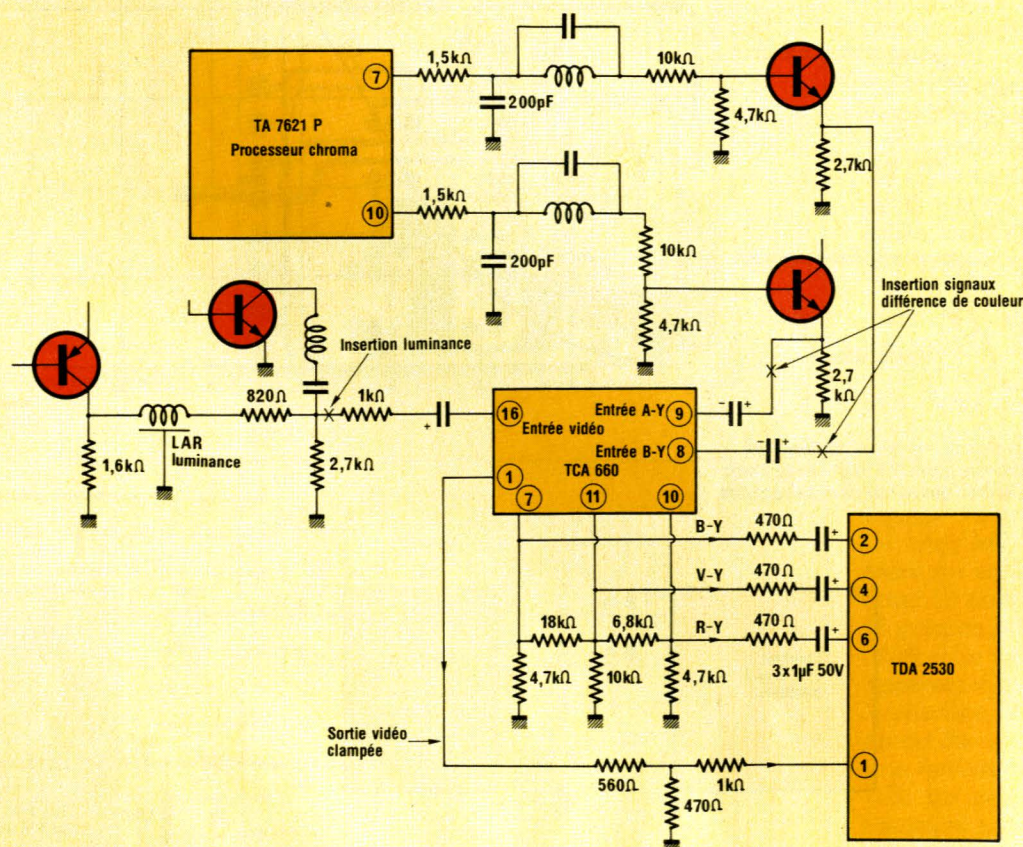 1,5kΩ
10kΩ
7
200pF
4,7kΩ
TA 7621 P
Processeur chroma
2,7kΩ
1,5kΩ
10
10kΩ
200pF
Insertion signaux
différence de couleur
4,7kΩ
Insertion luminance
2,7
kΩ
820Ω
1kΩ
+
16
Entrée A-Y
9
- +
Entrée vidéo
LAR
luminance
Entrée B-Y
8
- +
1,6kΩ
2,7kΩ
1
TCA 660
7
11
10
B-Y
470Ω
+
2
V-Y
470Ω
+
4
18kΩ
6,8kΩ
R-Y
470Ω
+
6
4,7kΩ
10kΩ
4,7kΩ
3x1µF 50V
TDA 2530
Sortie vidéo
clampée
560Ω
1kΩ
1
470Ω